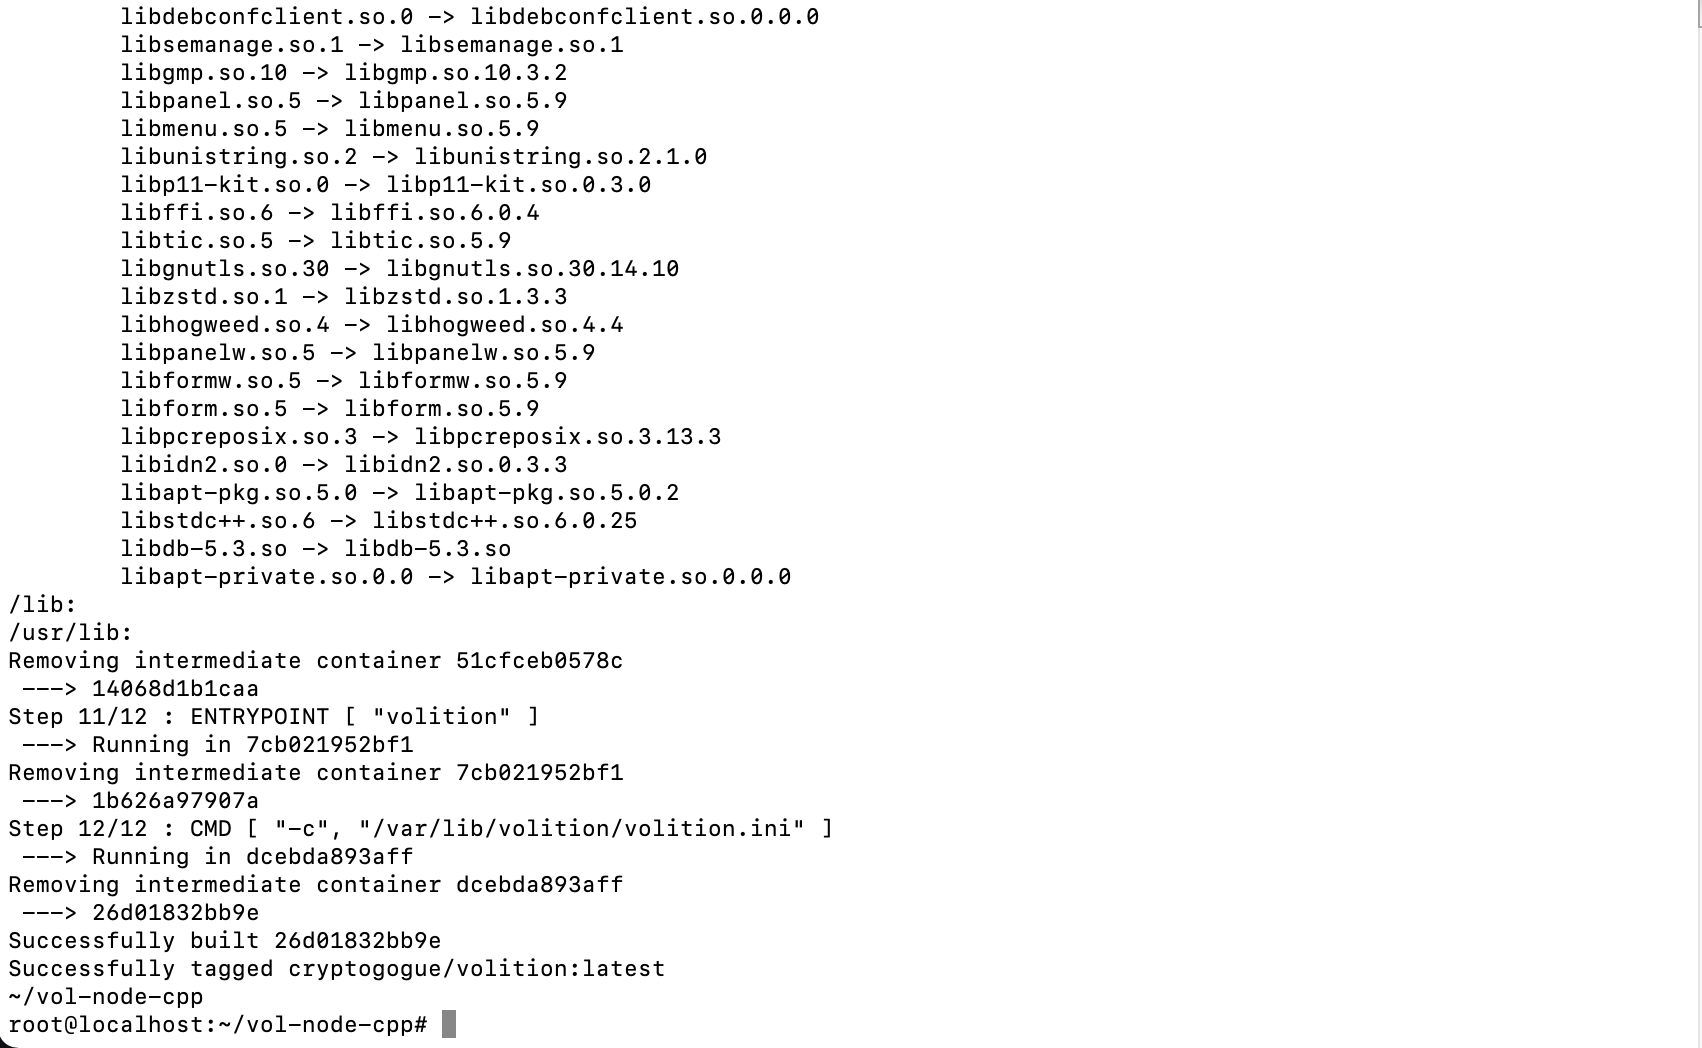 libdebconfclient.so.0 -> libdebconfclient.so.0.0.0
libsemanage.so.1 -> libsemanage.so.1
libgmp.so.10 -> libgmp.so.10.3.2
libpanel.so.5 -> libpanel.so.5.9
libmenu.so.5 -> libmenu.so.5.9
libunistring.so.2 -> libunistring.so.2.1.0
libp11-kit.so.0 -> libp11-kit.so.0.3.0
libffi.so.6 -> libffi.so.6.0.4
libtic.so.5 -> libtic.so.5.9
libgnutls.so.30 -> libgnutls.so.30.14.10
libzstd.so.1 -> libzstd.so.1.3.3
libhogweed.so.4 -> libhogweed.so.4.4
libpanelw.so.5 -> libpanelw.so.5.9
libformw.so.5 -> libformw.so.5.9
libform.so.5 -> libform.so.5.9
libpcreposix.so.3 -> libpcreposix.so.3.13.3
libidn2.so.0 -> libidn2.so.0.3.3
libapt-pkg.so.5.0 -> libapt-pkg.so.5.0.2
libstdc++.so.6 -> libstdc++.so.6.0.25
libdb-5.3.so -> libdb-5.3.so
libapt-private.so.0.0 -> libapt-private.so.0.0.0
/lib:
/usr/lib:
Removing intermediate container 51cfceb0578c
---> 14068d1b1caa
Step 11/12 : ENTRYPOINT [ "volition" ]
---> Running in 7cb021952bf1
Removing intermediate container 7cb021952bf1
---> 1b626a97907a
Step 12/12 : CMD [ "-c", "/var/lib/volition/volition.ini" ]
---> Running in dcebda893aff
Removing intermediate container dcebda893aff
---> 26d01832bb9e
Successfully built 26d01832bb9e
Successfully tagged cryptogogue/volition:latest
~/vol-node-cpp
root@localhost:~/vol-node-cpp#